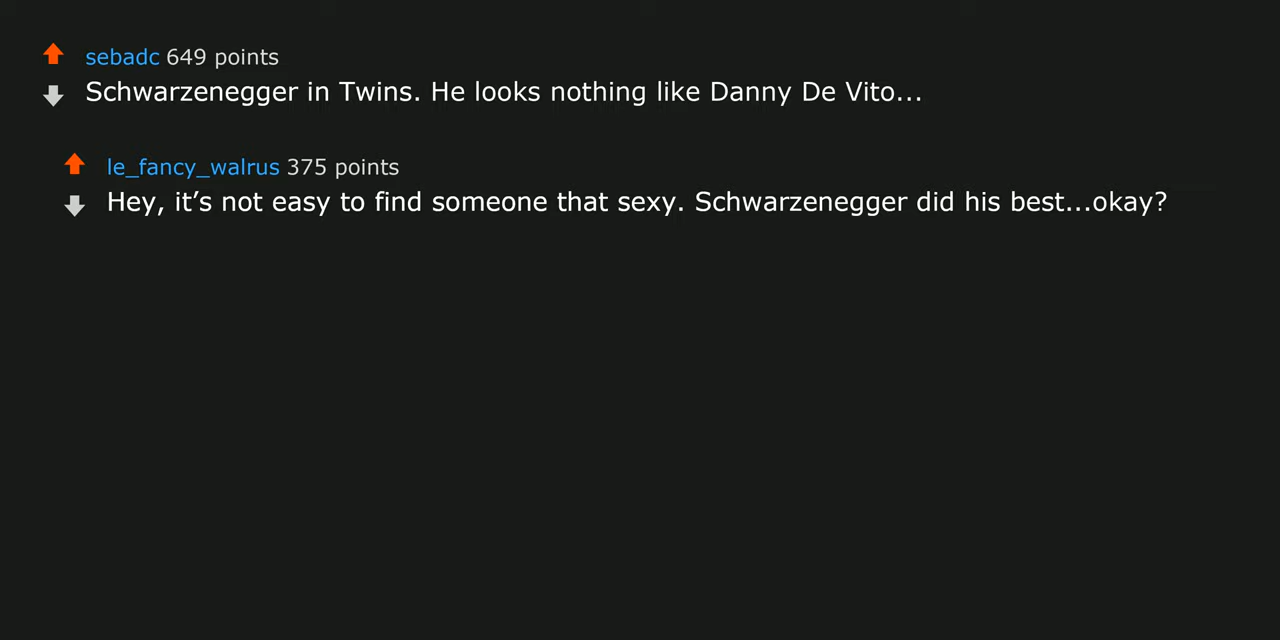 sebadc 649 points
Schwarzenegger in Twins. He looks nothing like Danny De Vito...
le_fancy_walrus 375 points
Hey, it’s not easy to find someone that sexy. Schwarzenegger did his best...okay?